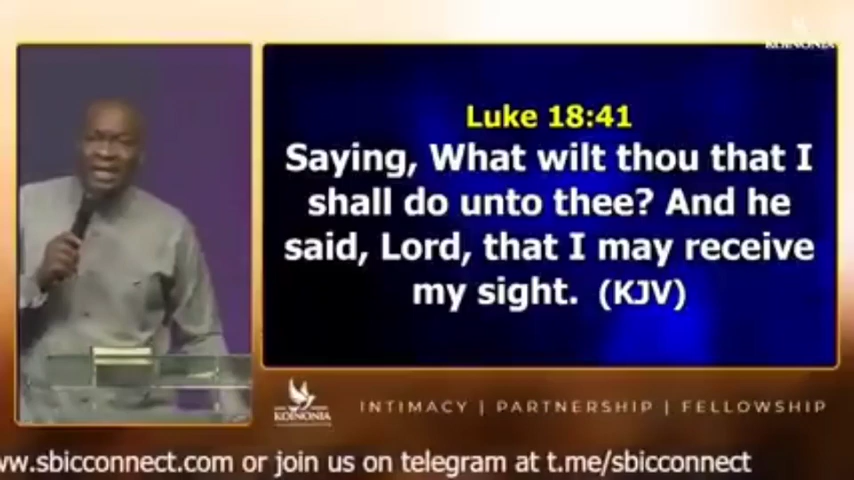 KOINONIA
Luke 18:41
Saying, What wilt thou that I
shall do unto thee? And he
said, Lord, that I may receive
my sight. (KJV)
KOINONIA
INTIMACY | PARTNERSHIP | FELLOWSHIP
ww.sbicconnect.com or join us on telegram at t.me/sbicconnect